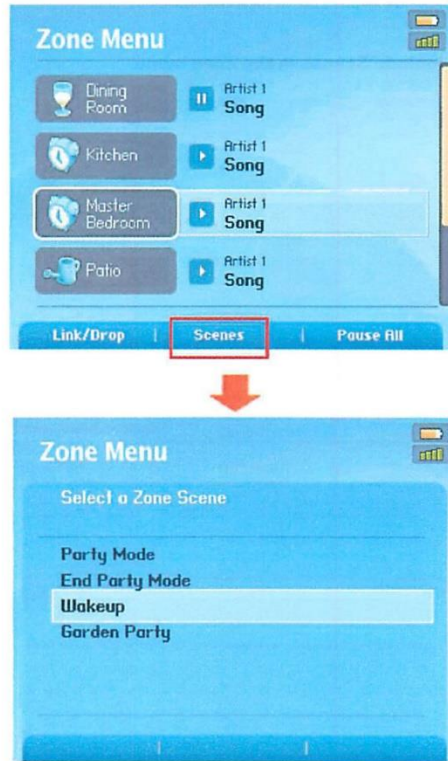 Zone Menu
Dining
Room
Artist 1
Song
Kitchen
Artist 1
Song
Master
Bedroom
Artist 1
Song
Patio
Artist 1
Song
Link/Drop | Scenes | Pause All
Zone Menu
Select a Zone Scene
Party Mode
End Party Mode
Wakeup
Garden Party